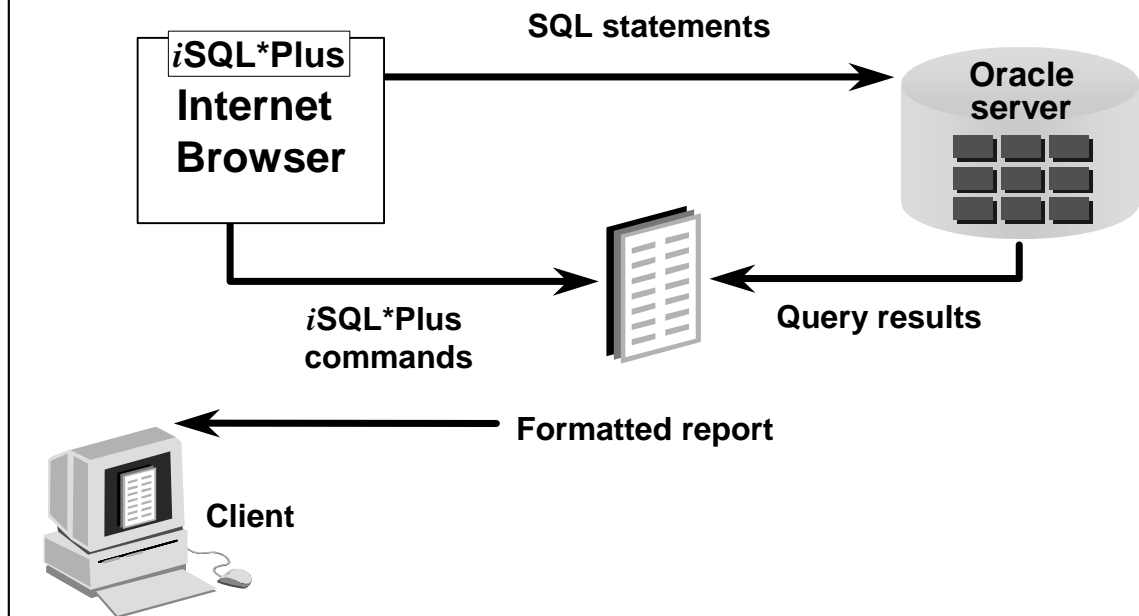 SQL statements
iSQL*Plus
Internet
Browser
Oracle
server
iSQL*Plus
commands
Query results
Formatted report
Client